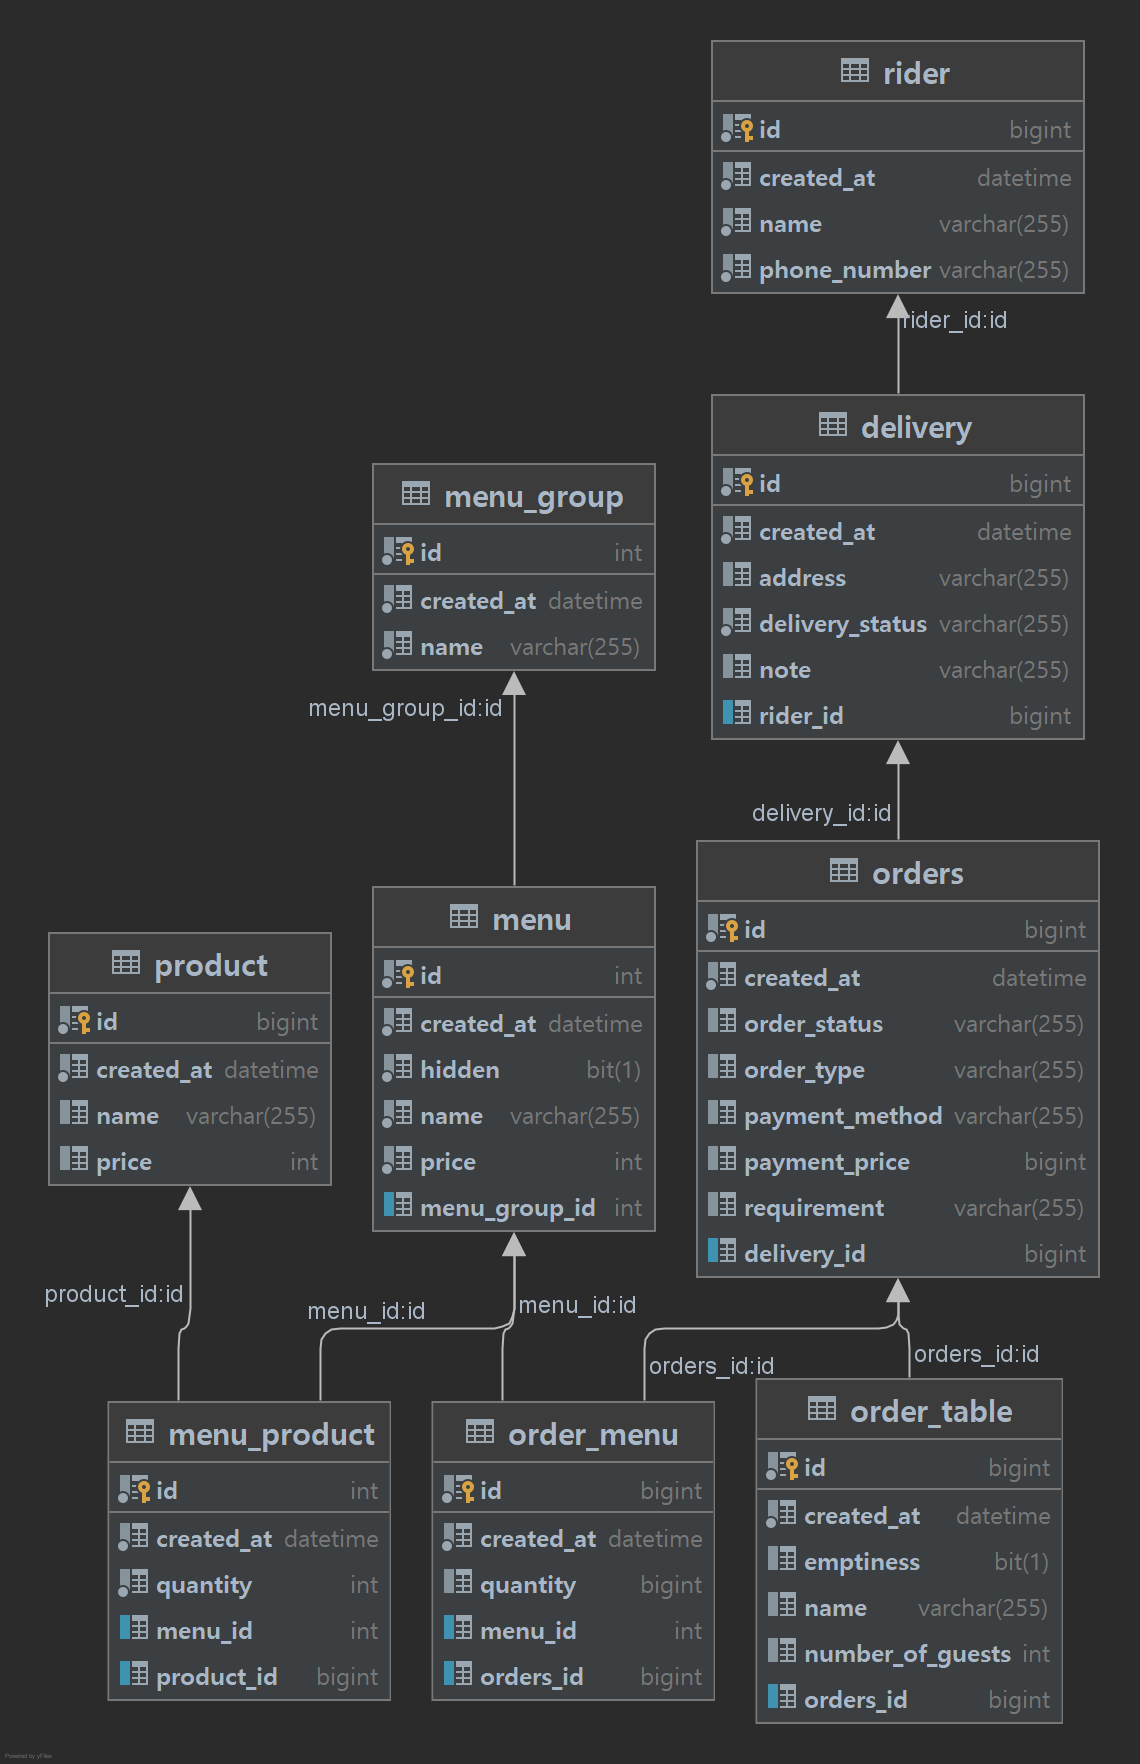 rider
id bigint
created_at datetime
name varchar(255)
phone_number varchar(255)
rider_id:id
delivery
id bigint
created_at datetime
address varchar(255)
delivery_status varchar(255)
note varchar(255)
rider_id bigint
menu_group
id int
created_at datetime
name varchar(255)
menu_group_id:id
delivery_id:id
orders
id bigint
created_at datetime
order_status varchar(255)
order_type varchar(255)
payment_method varchar(255)
payment_price bigint
requirement varchar(255)
delivery_id bigint
menu
id int
created_at datetime
hidden bit(1)
name varchar(255)
price int
menu_group_id int
product
id bigint
created_at datetime
name varchar(255)
price int
product_id:id
menu_id:id
menu_id:id
orders_id:id
orders_id:id
menu_product
id int
created_at datetime
quantity int
menu_id int
product_id bigint
order_menu
id bigint
created_at datetime
quantity bigint
menu_id int
orders_id bigint
order_table
id bigint
created_at datetime
emptiness bit(1)
name varchar(255)
number_of_guests int
orders_id bigint
Powered by yFiles